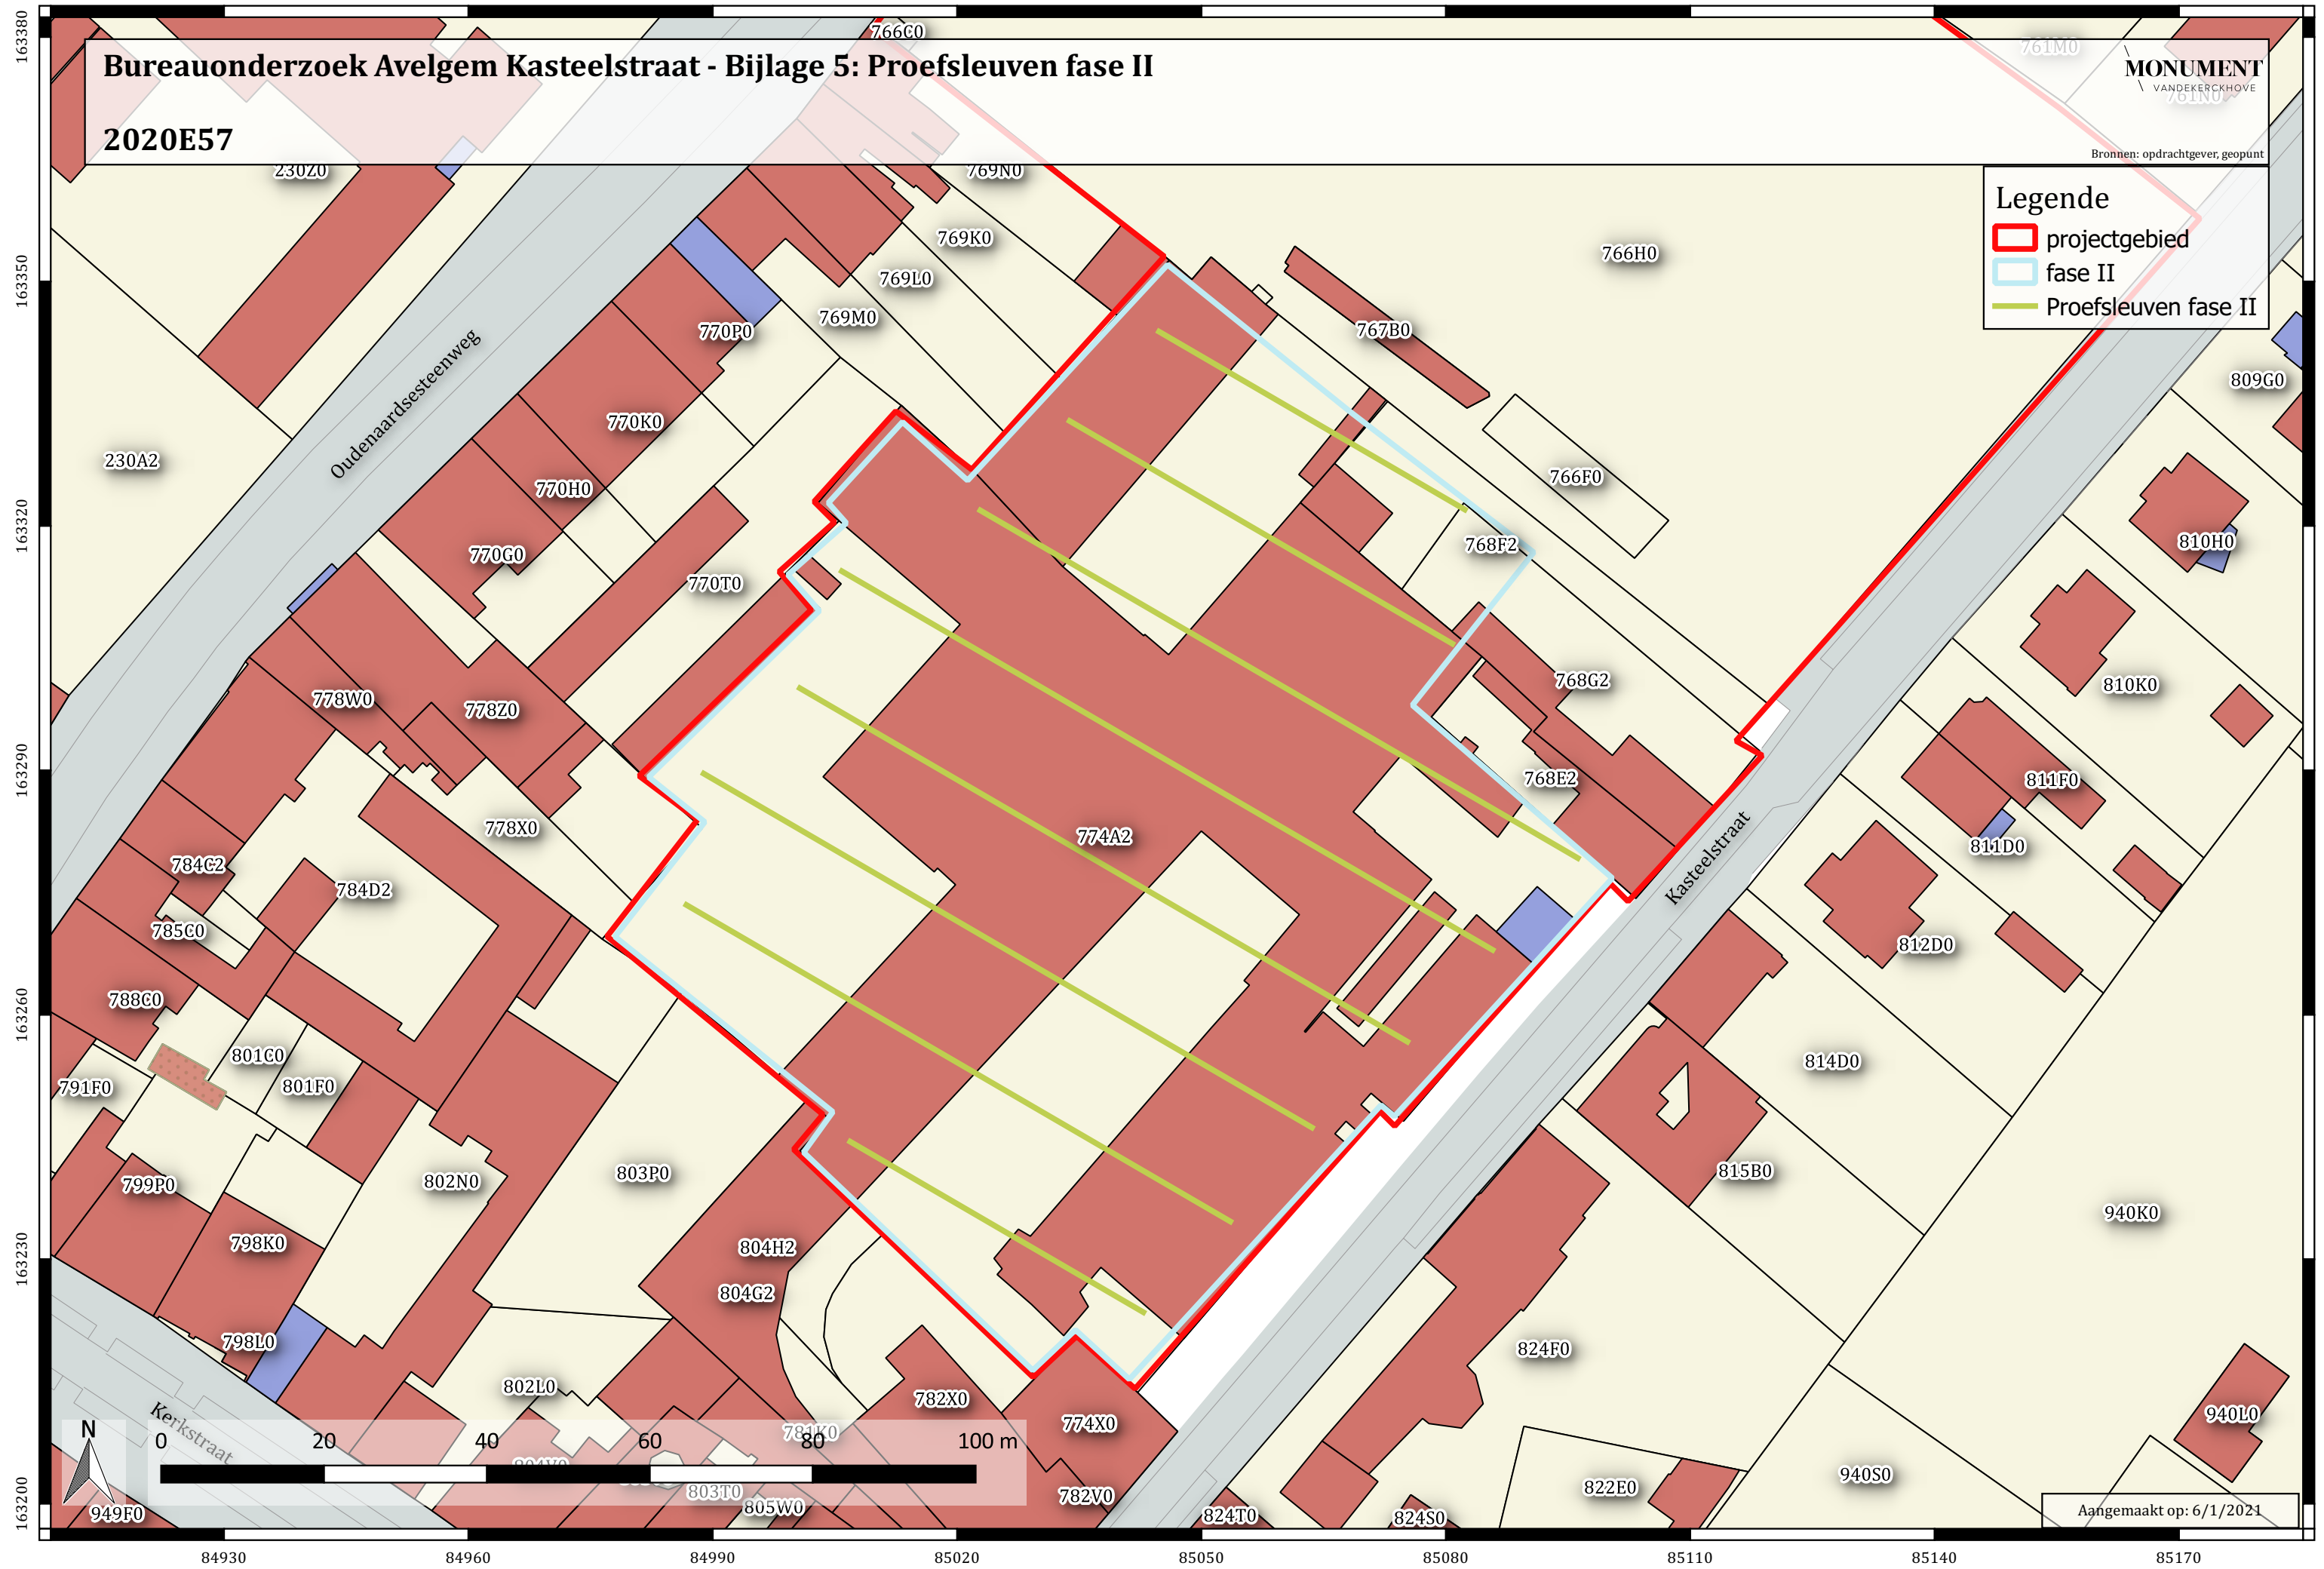 Bureauonderzoek Avelgem Kasteelstraat - Bijlage 5: Proefsleuven fase II
2020E57
MONUMENT
VANDEKERCKHOVE
Bronnen: opdrachtgever, geopunt
Legende
projectgebied
fase II
Proefsleuven fase II
766C0
761M0
761N0
230Z0
769N0
769K0
766H0
769L0
769M0
770P0
767B0
809G0
Oudenaardsesteenweg
770K0
230A2
766F0
770H0
768F2
810H0
770G0
770T0
768G2
810K0
778W0
778Z0
768E2
811F0
778X0
774A2
811D0
Kasteelstraat
784C2
784D2
785C0
812D0
788C0
801C0
814D0
801F0
791F0
803P0
815B0
802N0
799P0
940K0
798K0
804H2
804G2
798L0
824F0
802L0
782X0
774X0
940L0
781K0
Kerkstraat
803T0
805W0
782V0
940S0
822E0
949F0
824T0
824S0
N
0 20 40 60 80 100 m
Aangemaakt op: 6/1/2021
163380
163350
163320
163290
163260
163230
163200
84930 84960 84990 85020 85050 85080 85110 85140 85170